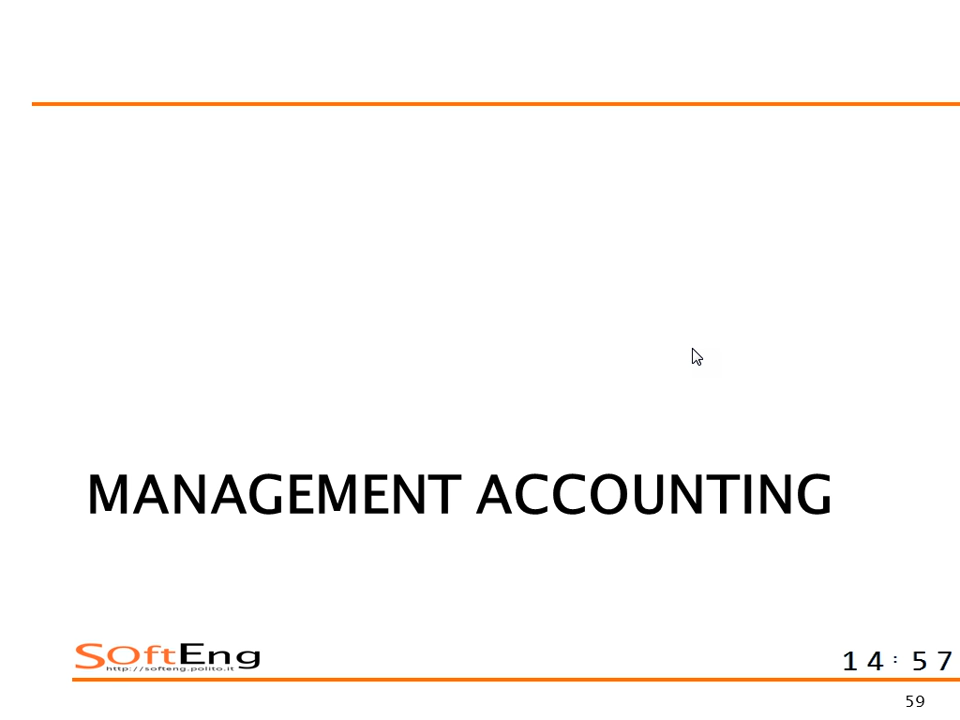 MANAGEMENT ACCOUNTING
SOftEng
http://softeng.polito.it
14:57
59